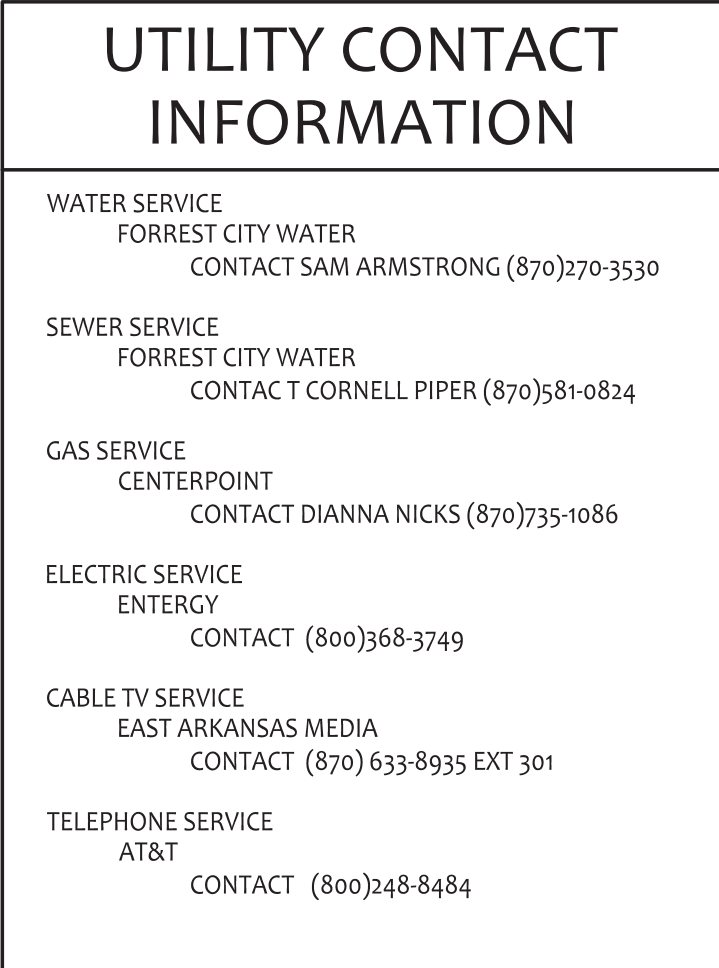 UTILITY CONTACT
INFORMATION
WATER SERVICE
FORREST CITY WATER
CONTACT SAM ARMSTRONG (870)270-3530
SEWER SERVICE
FORREST CITY WATER
CONTAC T CORNELL PIPER (870)581-0824
GAS SERVICE
CENTERPOINT
CONTACT DIANNA NICKS (870)735-1086
ELECTRIC SERVICE
ENTERGY
CONTACT (800)368-3749
CABLE TV SERVICE
EAST ARKANSAS MEDIA
CONTACT (870) 633-8935 EXT 301
TELEPHONE SERVICE
AT&T
CONTACT (800)248-8484